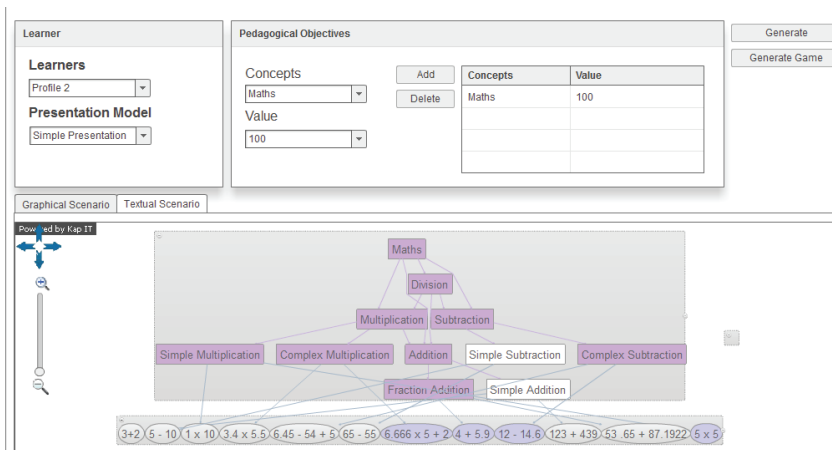 Learner
Learners
Profile 2
Presentation Model
Simple Presentation
Pedagogical Objectives
Concepts
Maths
Value
100
Add
Delete
Concepts Value
Maths 100
Generate
Generate Game
Graphical Scenario Textual Scenario
Powered by Kap IT
Maths
Division
Multiplication Subtraction
Simple Multiplication Complex Multiplication Addition Simple Subtraction Complex Subtraction
Fraction Addition Simple Addition
3+2 5 - 10 1 x 10 3.4 x 5.5 6.45 - 54 + 5 65 - 55 6.666 x 5 + 2 4 + 5.9 12 - 14.6 123 + 439 53 .65 + 87.1922 5 x 5